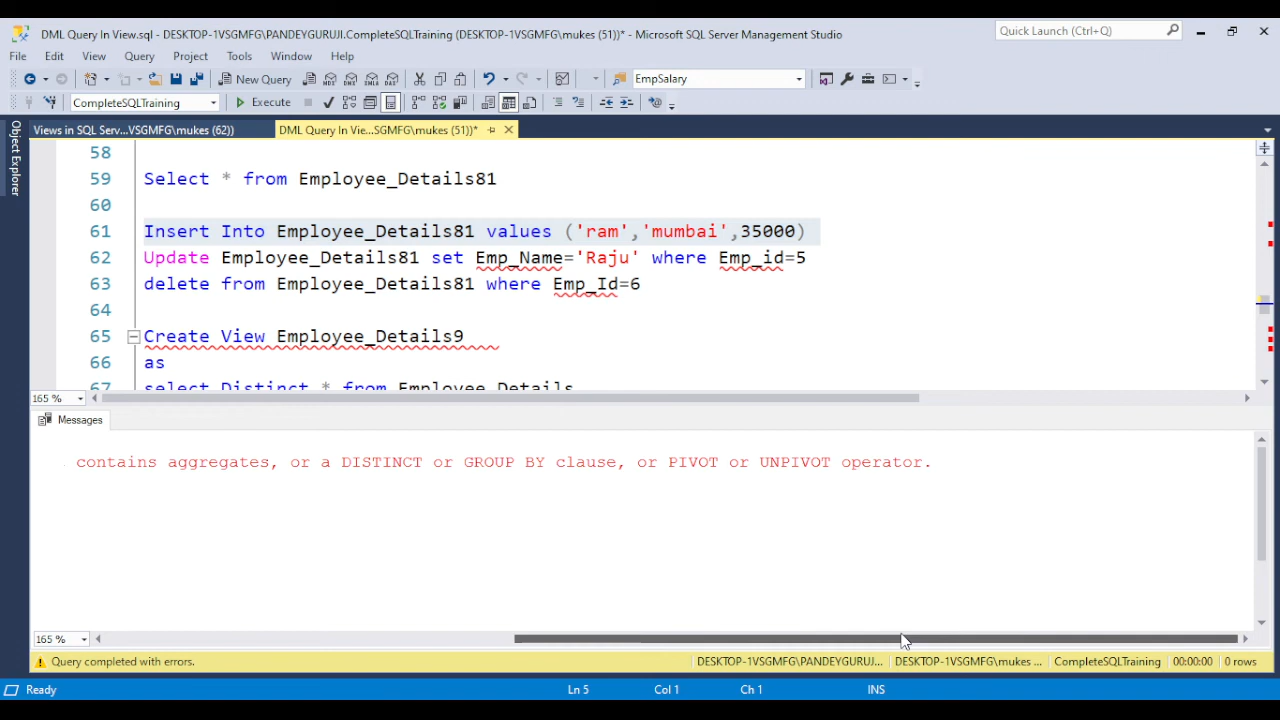 DML Query In View.sql - DESKTOP-1VSGMFG\PANDEYGURUJI.CompleteSQLTraining (DESKTOP-1VSGMFG\mukes (51))* - Microsoft SQL Server Management Studio
Quick Launch (Ctrl+Q)
File Edit View Query Project Tools Window Help
New Query
EmpSalary
CompleteSQLTraining
Execute
Views in SQL Serv...VSGMFG\mukes (62))
DML Query In Vie...SGMFG\mukes (51))*
Object Explorer
58
59 Select * from Employee_Details81
60
61 Insert Into Employee_Details81 values ('ram','mumbai',35000)
62 Update Employee_Details81 set Emp_Name='Raju' where Emp_id=5
63 delete from Employee_Details81 where Emp_Id=6
64
65 Create View Employee_Details9
66 as
67 select Distinct * from Employee_Details
165 %
Messages
contains aggregates, or a DISTINCT or GROUP BY clause, or PIVOT or UNPIVOT operator.
165 %
Query completed with errors.
DESKTOP-1VSGMFG\PANDEYGURUJ... DESKTOP-1VSGMFG\mukes ... CompleteSQLTraining 00:00:00 0 rows
Ready Ln 5 Col 1 Ch 1 INS